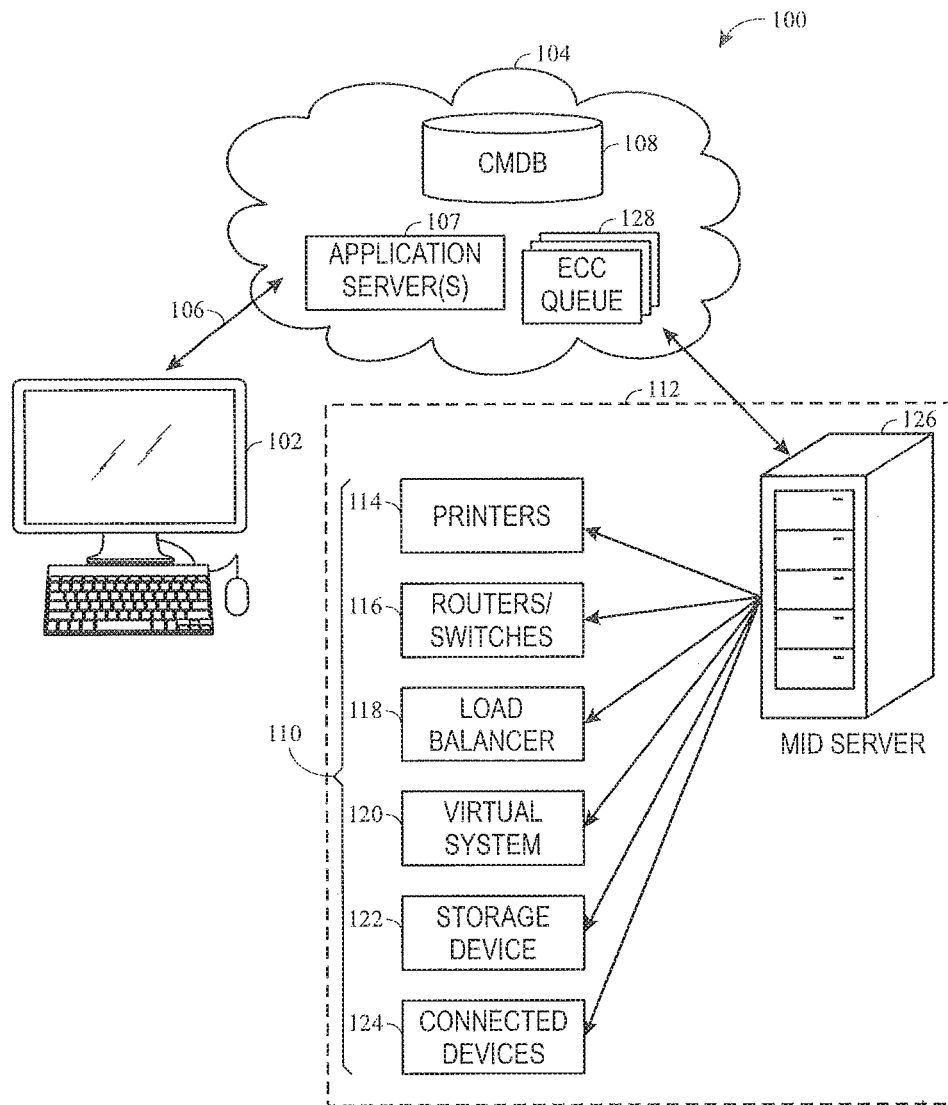 100
104
CMDB
108
107
128
APPLICATION
SERVER(S)
ECC
QUEUE
106
112
126
102
114
PRINTERS
116
ROUTERS/
SWITCHES
118
LOAD
BALANCER
MID SERVER
110
120
VIRTUAL
SYSTEM
122
STORAGE
DEVICE
124
CONNECTED
DEVICES